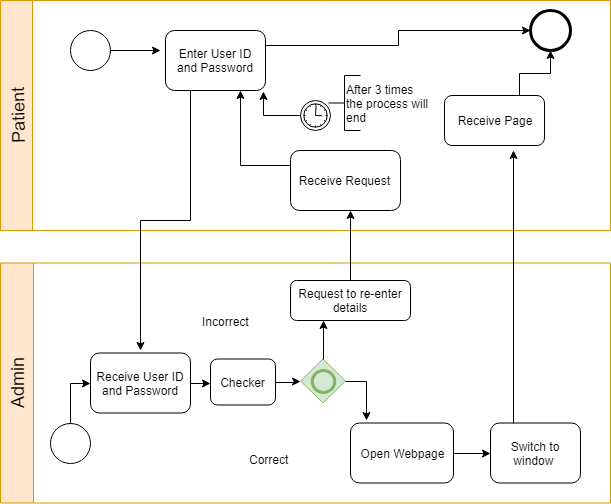 Patient
Enter User ID
and Password
After 3 times
the process will
end
Receive Page
Receive Request
Admin
Request to re-enter
details
Incorrect
Receive User ID
and Password
Checker
Open Webpage
Switch to
window
Correct